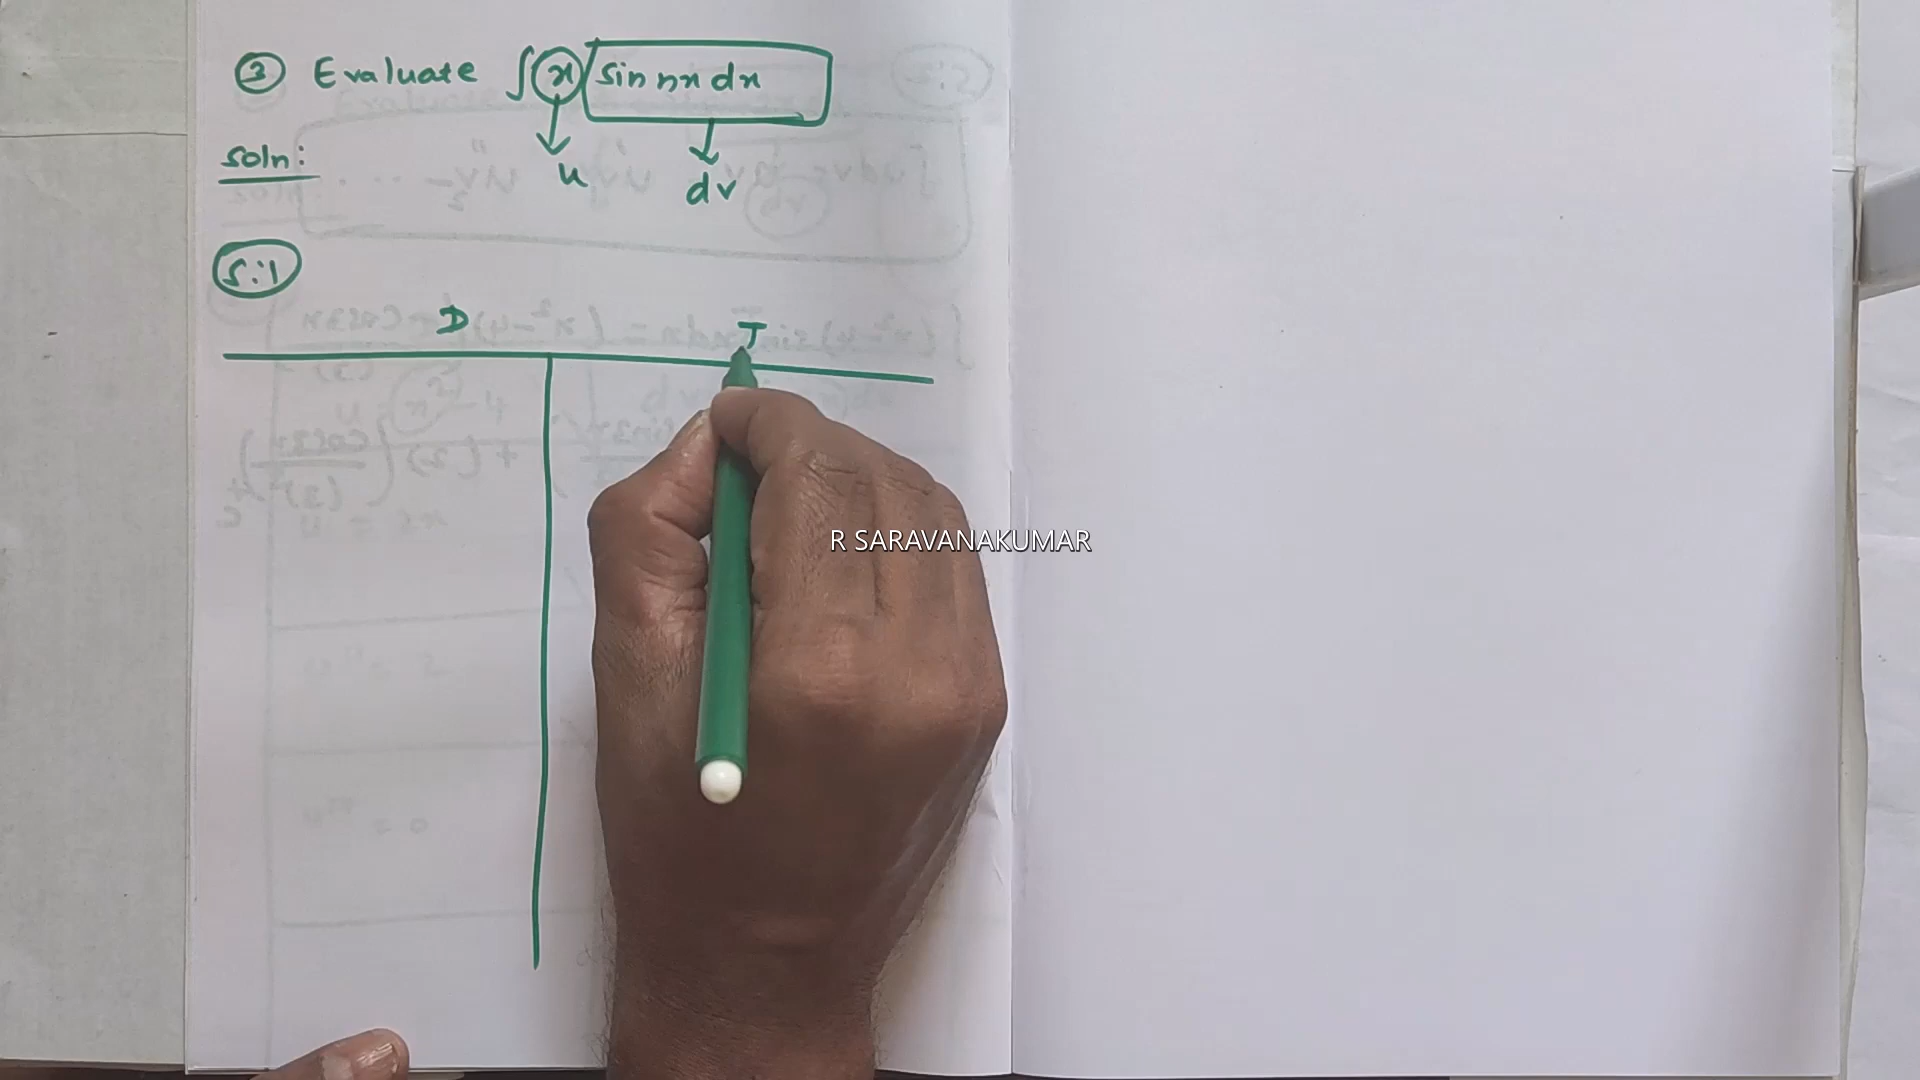 3 Evaluate ∫ x sin nx dx
Soln:
u dv
S:1
D I
R SARAVANAKUMAR